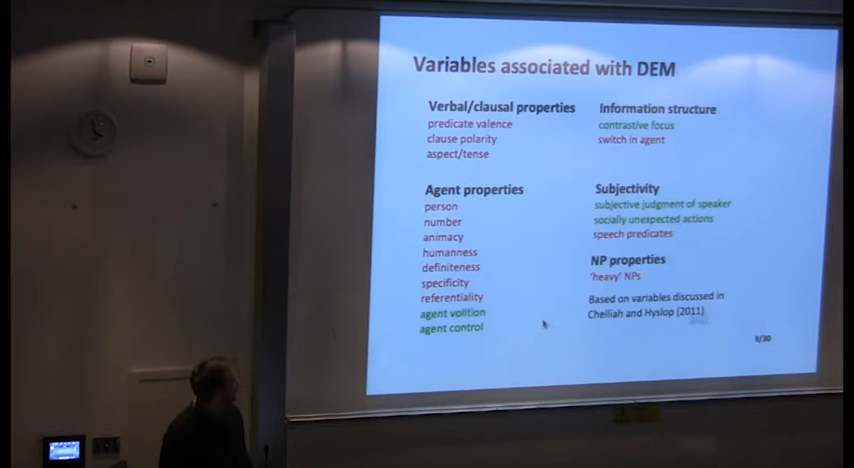 Variables associated with DEM
Verbal/clausal properties
predicate valence
clause polarity
aspect/tense
Agent properties
person
number
animacy
humanness
definiteness
specificity
referentiality
agent volition
agent control
Information structure
contrastive focus
switch in agent
Subjectivity
subjective judgment of speaker
socially unexpected actions
speech predicates
NP properties
'heavy' NPs
Based on variables discussed in
Chelliah and Hyslop (2011)
9/30